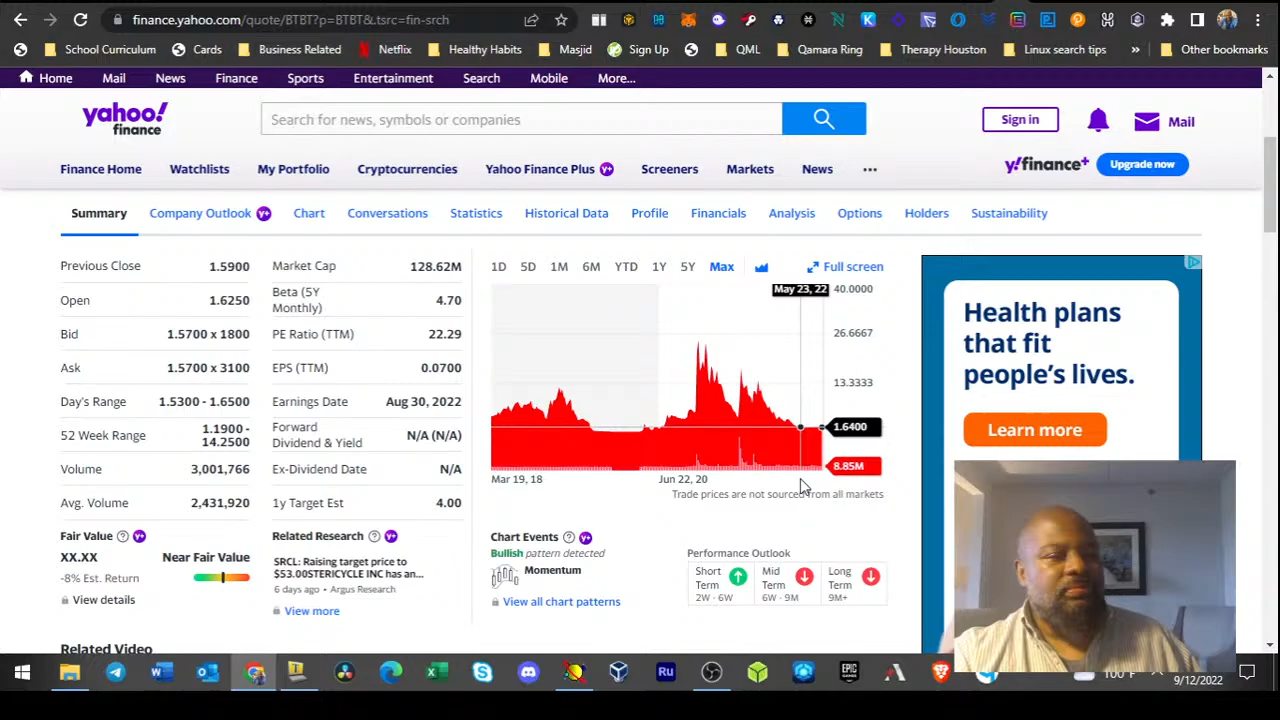 finance.yahoo.com/quote/BTBT?p=BTBT&.tsrc=fin-srch
School Curriculum Cards Business Related Netflix Healthy Habits Masjid Sign Up QML Qamara Ring Therapy Houston Linux search tips » Other bookmarks
Home Mail News Finance Sports Entertainment Search Mobile More...
yahoo!
finance
Search for news, symbols or companies
Sign in
Mail
Finance Home Watchlists My Portfolio Cryptocurrencies Yahoo Finance Plus Y+ Screeners Markets News ...
y!finance+ Upgrade now
Summary Company Outlook Y+ Chart Conversations Statistics Historical Data Profile Financials Analysis Options Holders Sustainability
Previous Close 1.5900
Open 1.6250
Bid 1.5700 x 1800
Ask 1.5700 x 3100
Day's Range 1.5300 - 1.6500
52 Week Range 1.1900 -
14.2500
Volume 3,001,766
Avg. Volume 2,431,920
Market Cap 128.62M
Beta (5Y
Monthly) 4.70
PE Ratio (TTM) 22.29
EPS (TTM) 0.0700
Earnings Date Aug 30, 2022
Forward
Dividend & Yield N/A (N/A)
Ex-Dividend Date N/A
1y Target Est 4.00
Fair Value ? Y+
XX.XX Near Fair Value
-8% Est. Return
View details
Related Research ? Y+
SRCL: Raising target price to
$53.00STERICYCLE INC has an...
6 days ago • Argus Research
View more
1D 5D 1M 6M YTD 1Y 5Y Max Full screen
May 23, 22
40.0000
26.6667
13.3333
1.6400
8.85M
Mar 19, 18 Jun 22, 20
Trade prices are not sourced from all markets
Chart Events ? Y+
Bullish pattern detected
Momentum
View all chart patterns
Performance Outlook
Short
Term
2W - 6W
Mid
Term
6W - 9M
Long
Term
9M+
Health plans
that fit
people's lives.
Learn more
Related Video
Ru
EPIC
GAMES
100°F
9/12/2022